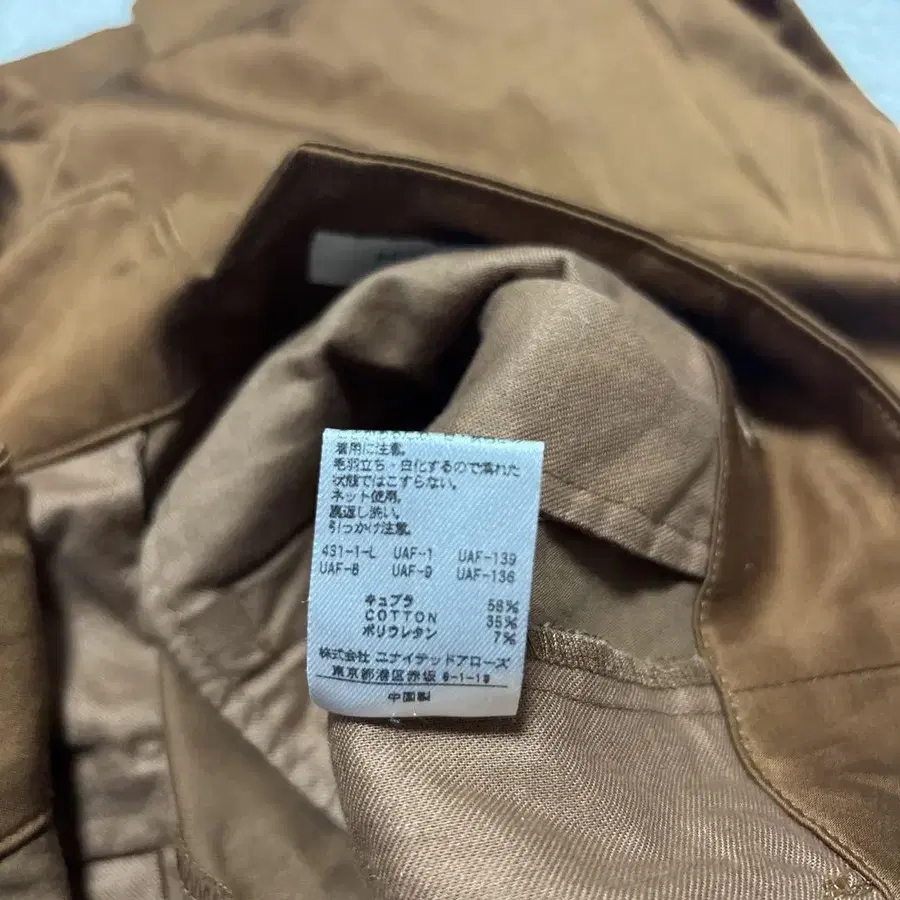 着用に注意。
毛羽立ち・白化するので濡れた
状態ではこすらない。
ネット使用。
裏返し洗い。
引っかけ注意。
4S1-1-L UAF-1 UAF-139
UAF-8 UAF-9 UAF-136
キュプラ 58%
COTTON 35%
ポリウレタン 7%
株式会社 ユナイテッドアローズ
東京都港区赤坂 8-1-19
中国製